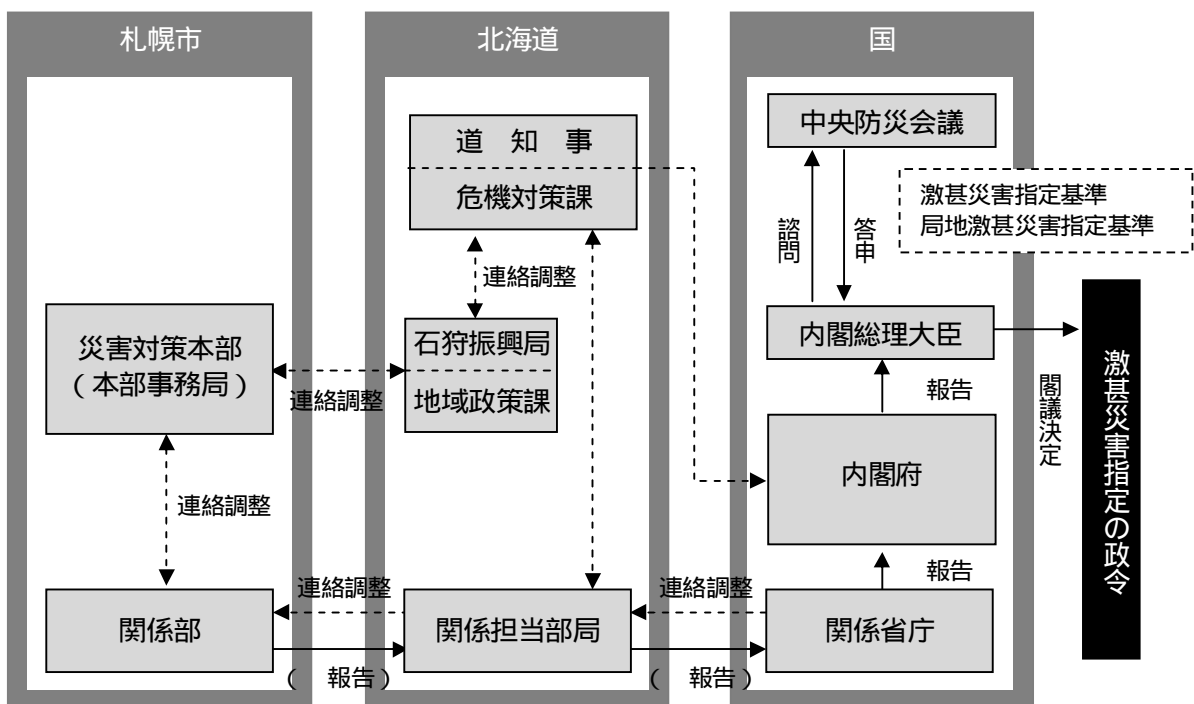 札幌市
北海道
国
道 知 事
危機対策課
中央防災会議
激甚災害指定基準
局地激甚災害指定基準
諮問
答申
連絡調整
災害対策本部
(本部事務局)
連絡調整
石狩振興局
地域政策課
内閣総理大臣
報告
閣議決定
激甚災害指定の政令
内閣府
連絡調整
報告
連絡調整
連絡調整
関係部
関係担当部局
関係省庁
( 報告)
( 報告)